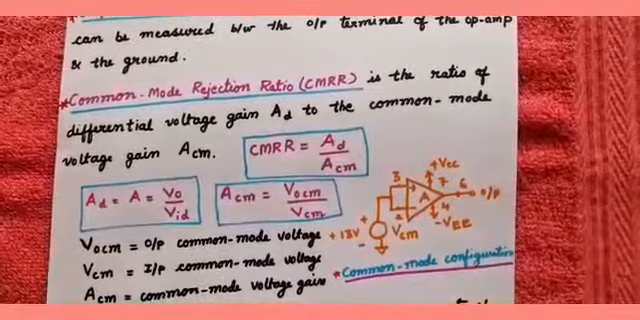 can be measured b/w the o/p terminal of the op-amp
& the ground.
*Common-Mode Rejection Ratio (CMRR) is the ratio of
differential voltage gain Ad to the common-mode
voltage gain Acm.
CMRR = Ad / Acm
Ad = A = Vo / Vid
Acm = Vocm / Vcm
Vocm = o/p common-mode voltage
Vcm = I/p common-mode voltage
Acm = common-mode voltage gain
+Vcc
3
7
6
A
o/p
2
4
-VEE
+13V
+
-
Vcm
*Common-mode configuration